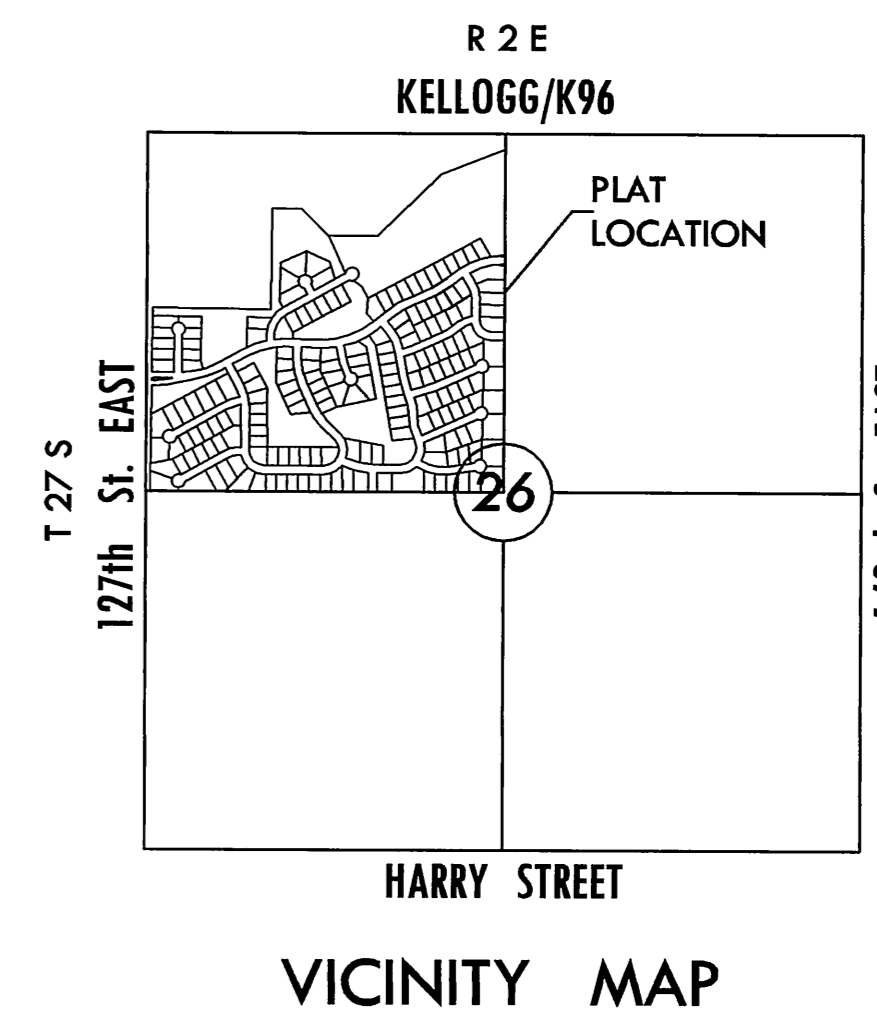 R 2 E
KELLOGG/K96
PLAT
LOCATION
T 27 S
127th St. EAST
26
HARRY STREET
VICINITY MAP